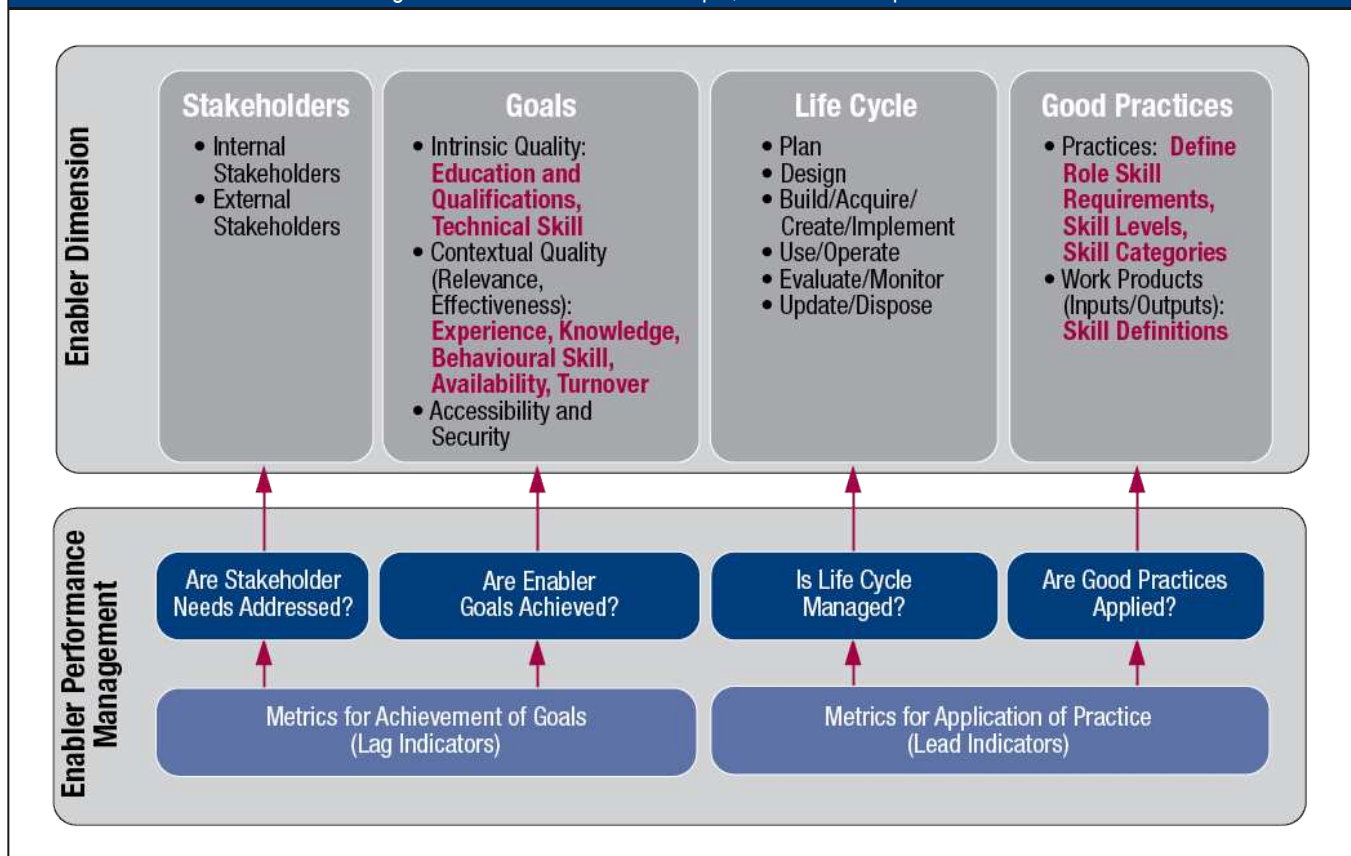 Enabler Dimension
Stakeholders
• Internal
Stakeholders
• External
Stakeholders
Goals
• Intrinsic Quality:
Education and
Qualifications,
Technical Skill
• Contextual Quality
(Relevance,
Effectiveness):
Experience, Knowledge,
Behavioural Skill,
Availability, Turnover
• Accessibility and
Security
Life Cycle
• Plan
• Design
• Build/Acquire/
Create/Implement
• Use/Operate
• Evaluate/Monitor
• Update/Dispose
Good Practices
• Practices: Define
Role Skill
Requirements,
Skill Levels,
Skill Categories
• Work Products
(Inputs/Outputs):
Skill Definitions
Enabler Performance
Management
Are Stakeholder
Needs Addressed?
Are Enabler
Goals Achieved?
Is Life Cycle
Managed?
Are Good Practices
Applied?
Metrics for Achievement of Goals
(Lag Indicators)
Metrics for Application of Practice
(Lead Indicators)